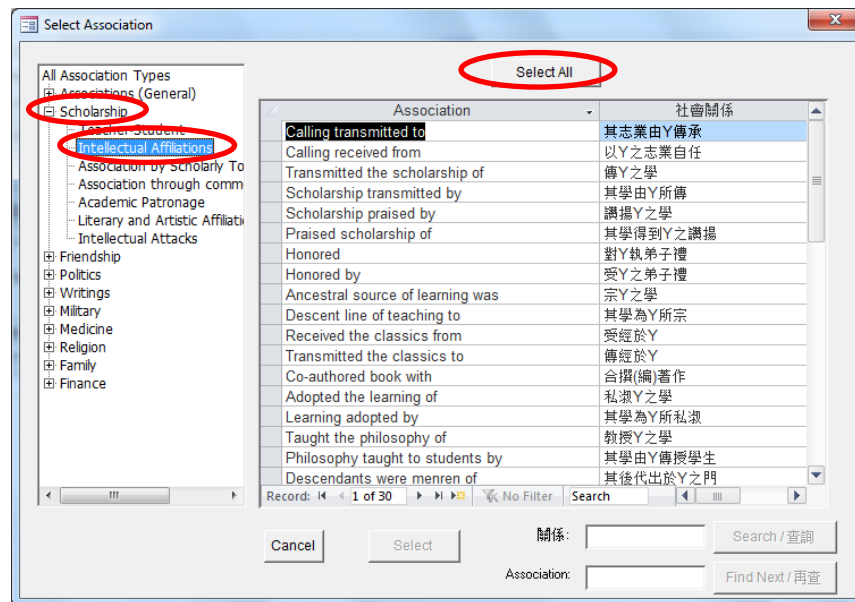 Select Association
x
Select All
All Association Types
Associations (General)
Scholarship
Teacher-Student
Intellectual Affiliations
Association by Scholarly To
Association through comm
Academic Patronage
Literary and Artistic Affiliati
Intellectual Attacks
Friendship
Politics
Writings
Military
Medicine
Religion
Family
Finance
Association 社會關係
Calling transmitted to 其志業由Y傳承
Calling received from 以Y之志業自任
Transmitted the scholarship of 傳Y之學
Scholarship transmitted by 其學由Y所傳
Scholarship praised by 讚揚Y之學
Praised scholarship of 其學得到Y之讚揚
Honored 對Y執弟子禮
Honored by 受Y之弟子禮
Ancestral source of learning was 宗Y之學
Descent line of teaching to 其學為Y所宗
Received the classics from 受經於Y
Transmitted the classics to 傳經於Y
Co-authored book with 合撰(編)著作
Adopted the learning of 私淑Y之學
Learning adopted by 其學為Y所私淑
Taught the philosophy of 教授Y之學
Philosophy taught to students by 其學由Y傳授學生
Descendants were menren of 其後代出於Y之門
Record: 1 of 30 No Filter Search
Cancel
Select
關係:
Search / 查詢
Association:
Find Next / 再查